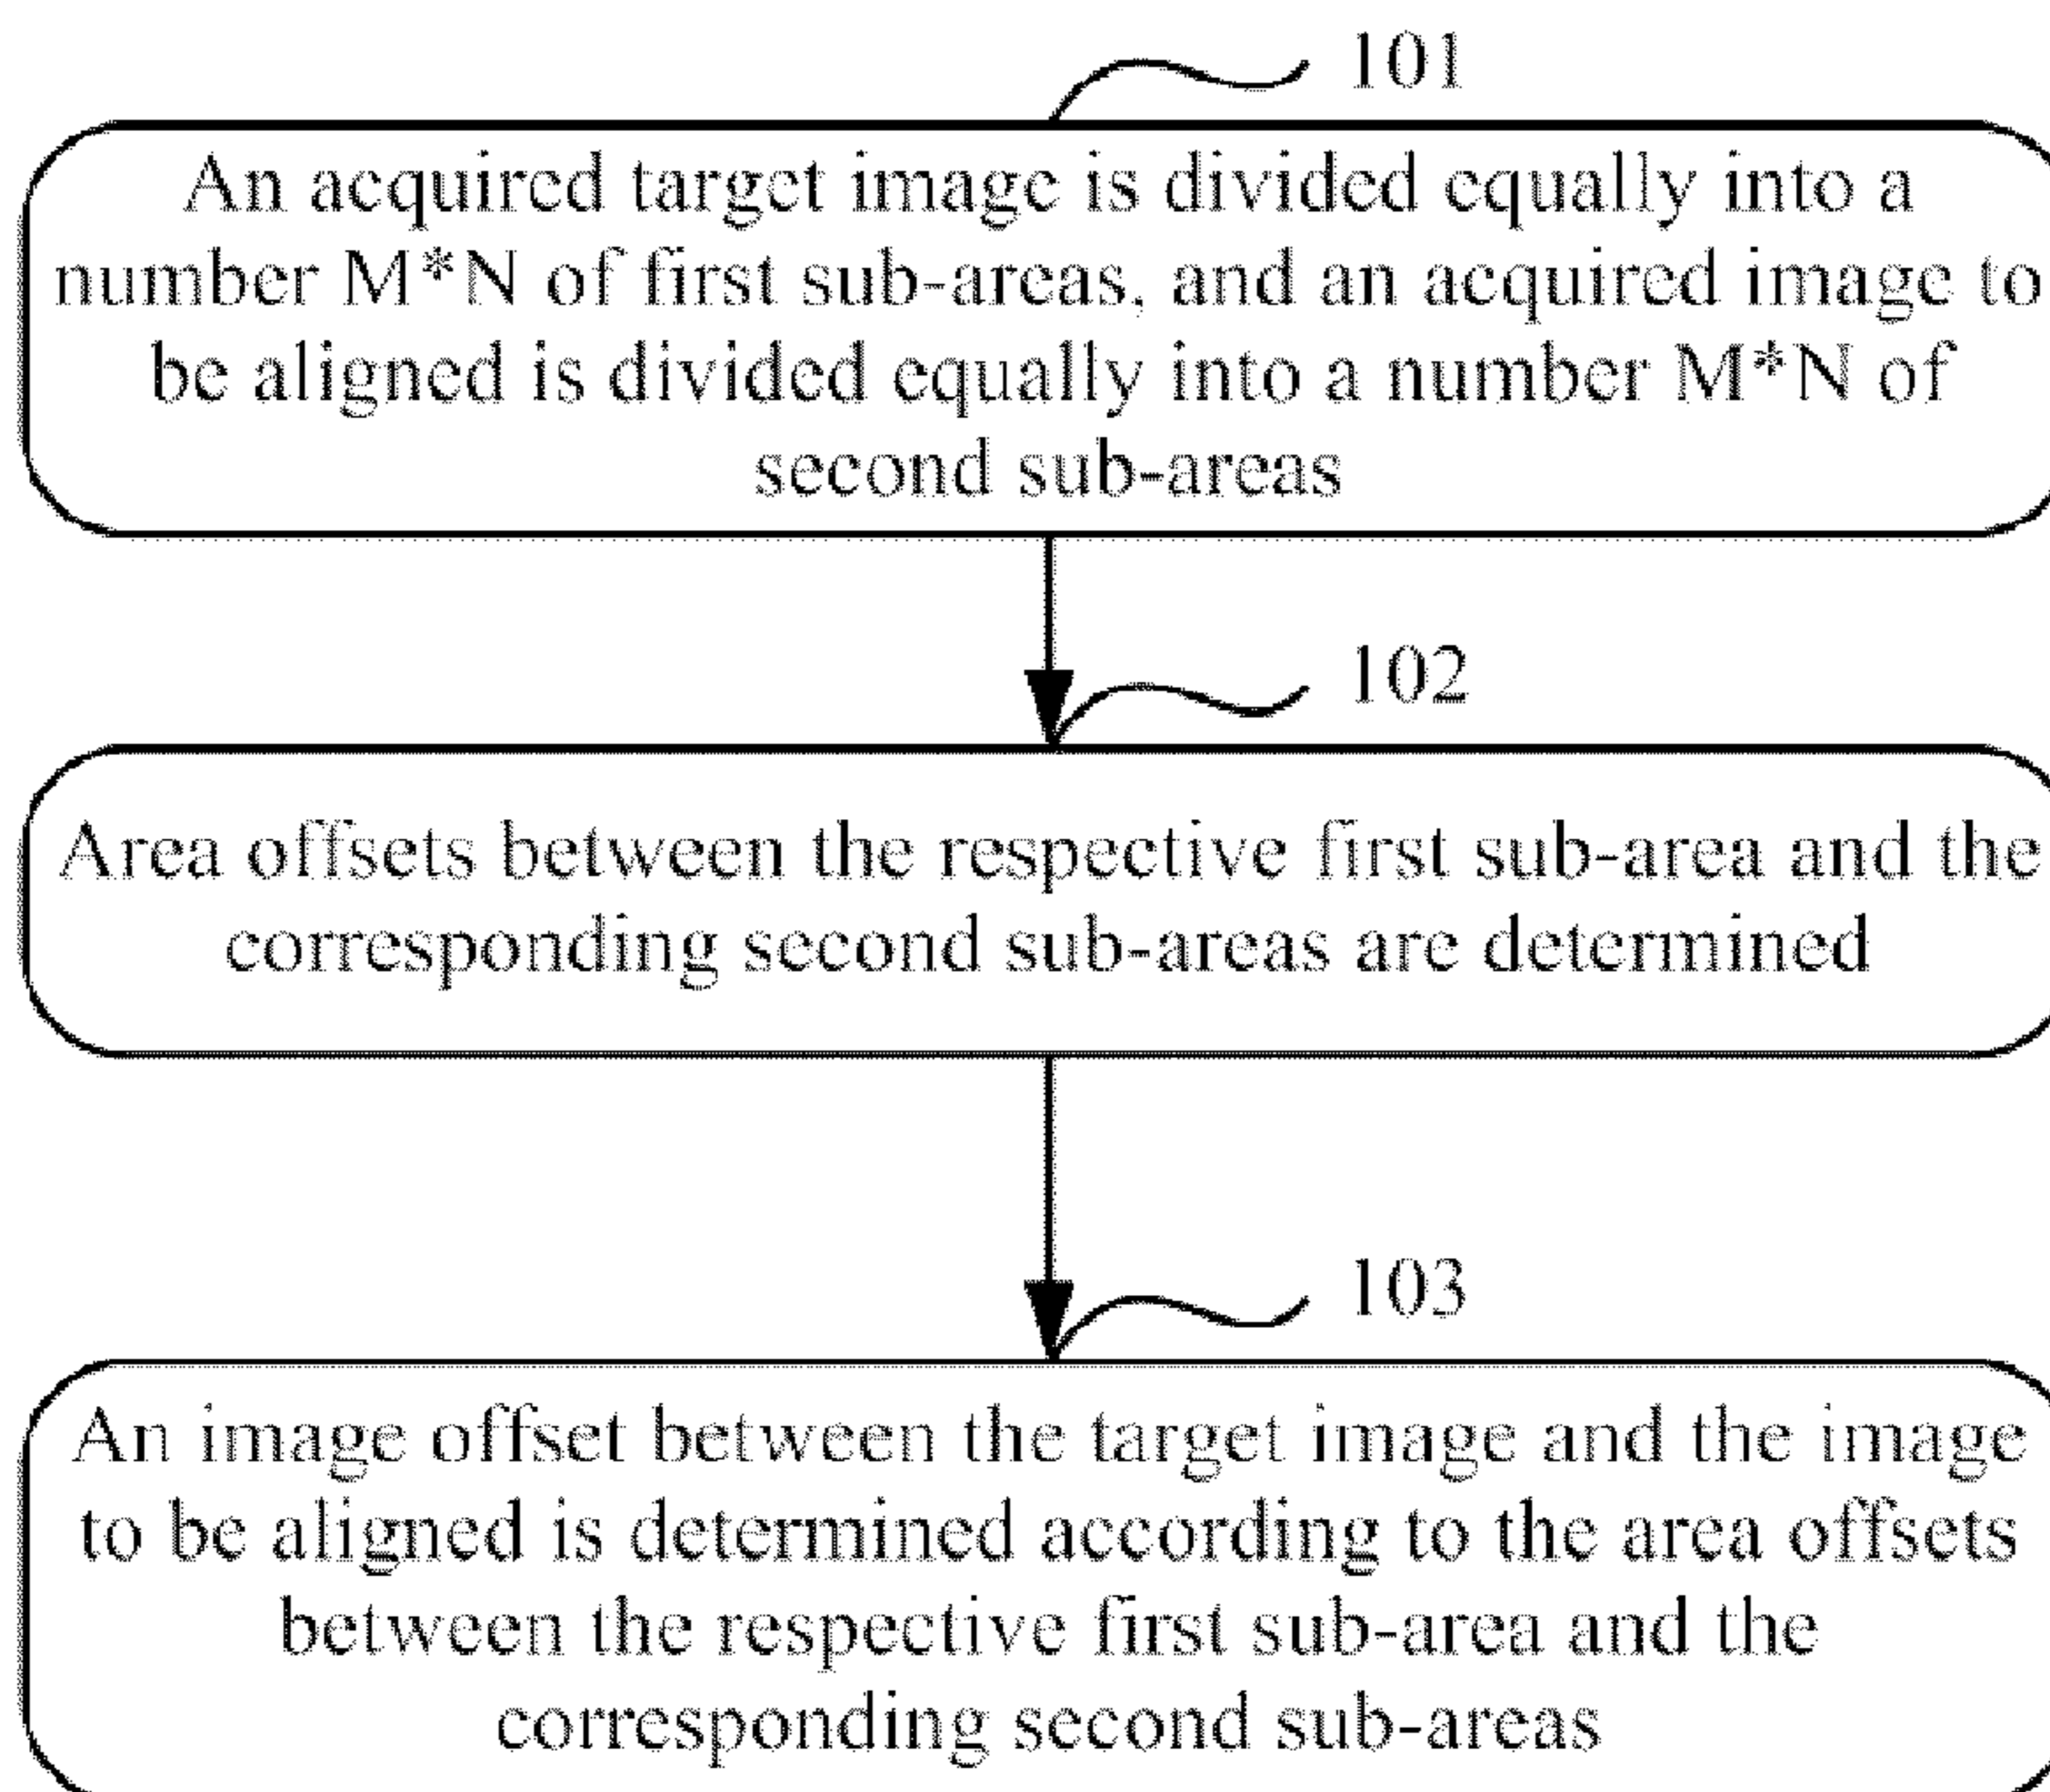 101
An acquired target image is divided equally into a
number M*N of first sub-areas, and an acquired image to
be aligned is divided equally into a number M*N of
second sub-areas
102
Area offsets between the respective first sub-area and the
corresponding second sub-areas are determined
103
An image offset between the target image and the image
to be aligned is determined according to the area offsets
between the respective first sub-area and the
corresponding second sub-areas